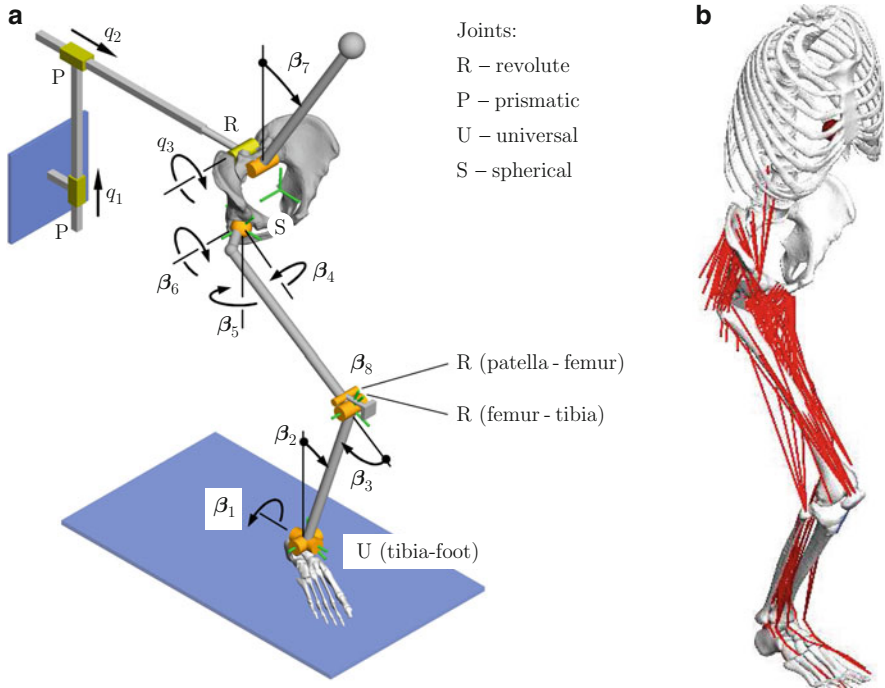 a
b
q₂
P
β₇
Joints:
R – revolute
P – prismatic
U – universal
S – spherical
R
q₃
q₁
P
S
β₆
β₄
β₅
β₈
R (patella - femur)
R (femur - tibia)
β₂
β₃
β₁
U (tibia-foot)